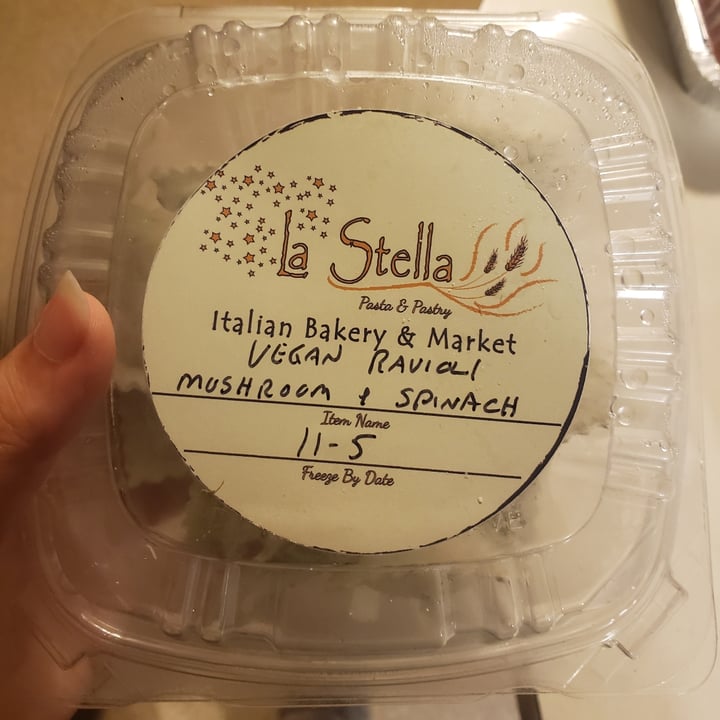 La Stella
Pasta & Pastry
Italian Bakery & Market
VEGAN RAVIOLI
MUSHROOM & SPINACH
Item Name
11-5
Freeze By Date